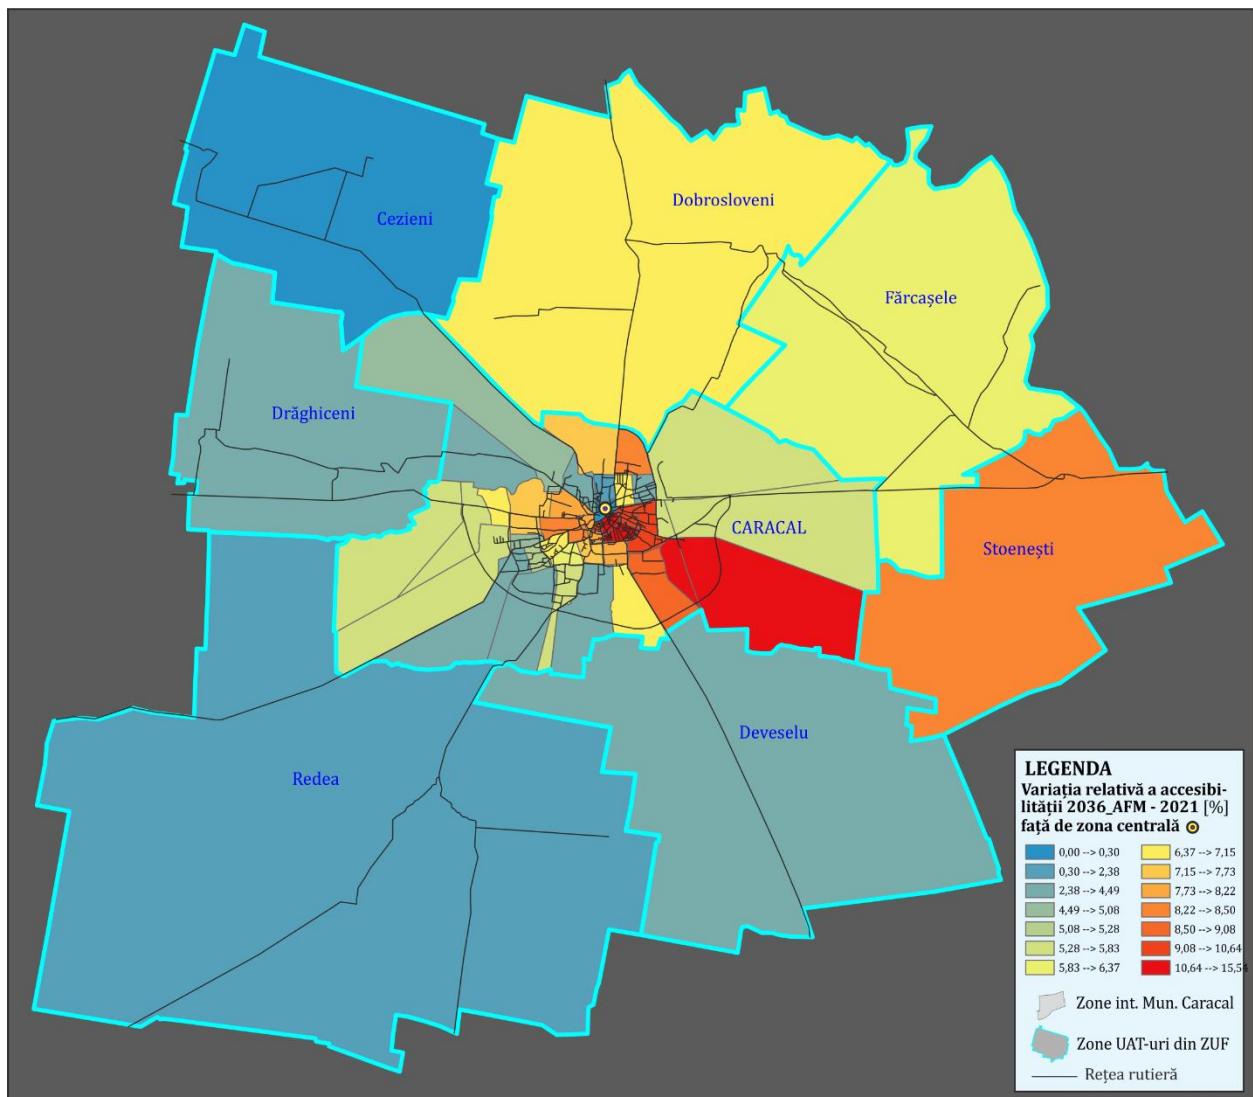 Cezieni
Dobrosloveni
Fărcașele
Drăghiceni
CARACAL
Stoenești
Deveselu
Redea
LEGENDA
Variația relativă a accesibi-
lității 2036_AFM - 2021 [%]
față de zona centrală
0,00 --> 0,30
0,30 --> 2,38
2,38 --> 4,49
4,49 --> 5,08
5,08 --> 5,28
5,28 --> 5,83
5,83 --> 6,37
6,37 --> 7,15
7,15 --> 7,73
7,73 --> 8,22
8,22 --> 8,50
8,50 --> 9,08
9,08 --> 10,64
10,64 --> 15,54
Zone int. Mun. Caracal
Zone UAT-uri din ZUF
Rețea rutieră